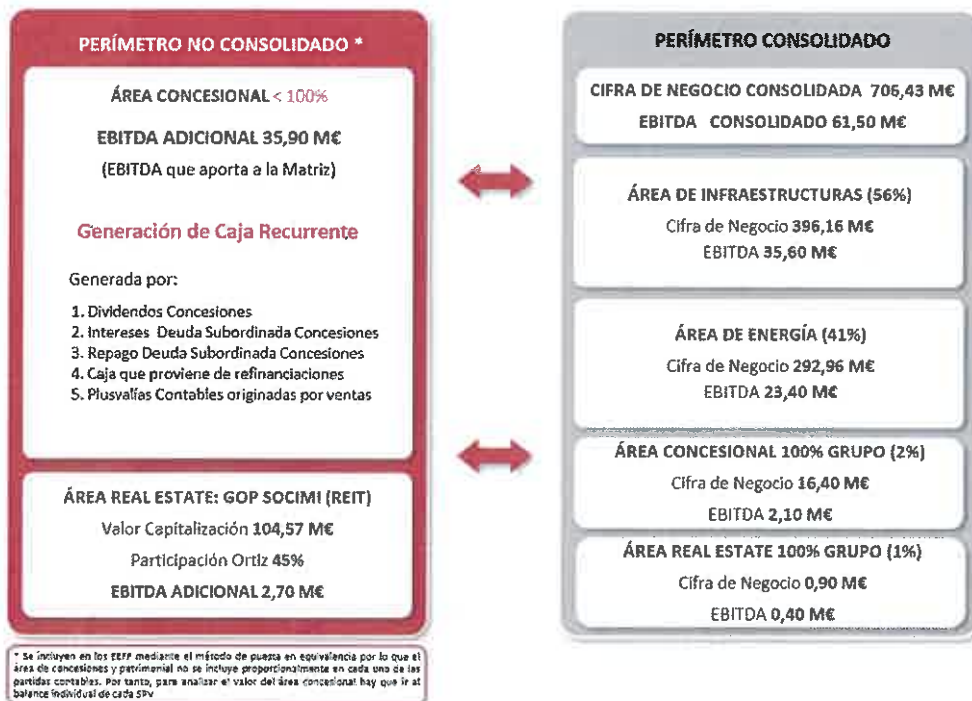 PERÍMETRO NO CONSOLIDADO *
ÁREA CONCESIONAL < 100%
EBITDA ADICIONAL 35,90 M€
(EBITDA que aporta a la Matriz)
Generación de Caja Recurrente
Generada por:
1. Dividendos Concesiones
2. Intereses Deuda Subordinada Concesiones
3. Repago Deuda Subordinada Concesiones
4. Caja que proviene de refinanciaciones
5. Plusvalías Contables originadas por ventas
ÁREA REAL ESTATE: GOP SOCIMI (REIT)
Valor Capitalización 104,57 M€
Participación Ortiz 45%
EBITDA ADICIONAL 2,70 M€
* Se incluyen en los EEFF mediante el método de puesta en equivalencia por lo que el
área de concesiones y patrimonial no se incluye proporcionalmente en cada una de las
partidas contables. Por tanto, para analizar el valor del área concesional hay que ir al
balance individual de cada SPV
PERÍMETRO CONSOLIDADO
CIFRA DE NEGOCIO CONSOLIDADA 706,43 M€
EBITDA CONSOLIDADO 61,50 M€
ÁREA DE INFRAESTRUCTURAS (56%)
Cifra de Negocio 396,16 M€
EBITDA 35,60 M€
ÁREA DE ENERGÍA (41%)
Cifra de Negocio 292,96 M€
EBITDA 23,40 M€
ÁREA CONCESIONAL 100% GRUPO (2%)
Cifra de Negocio 16,40 M€
EBITDA 2,10 M€
ÁREA REAL ESTATE 100% GRUPO (1%)
Cifra de Negocio 0,90 M€
EBITDA 0,40 M€